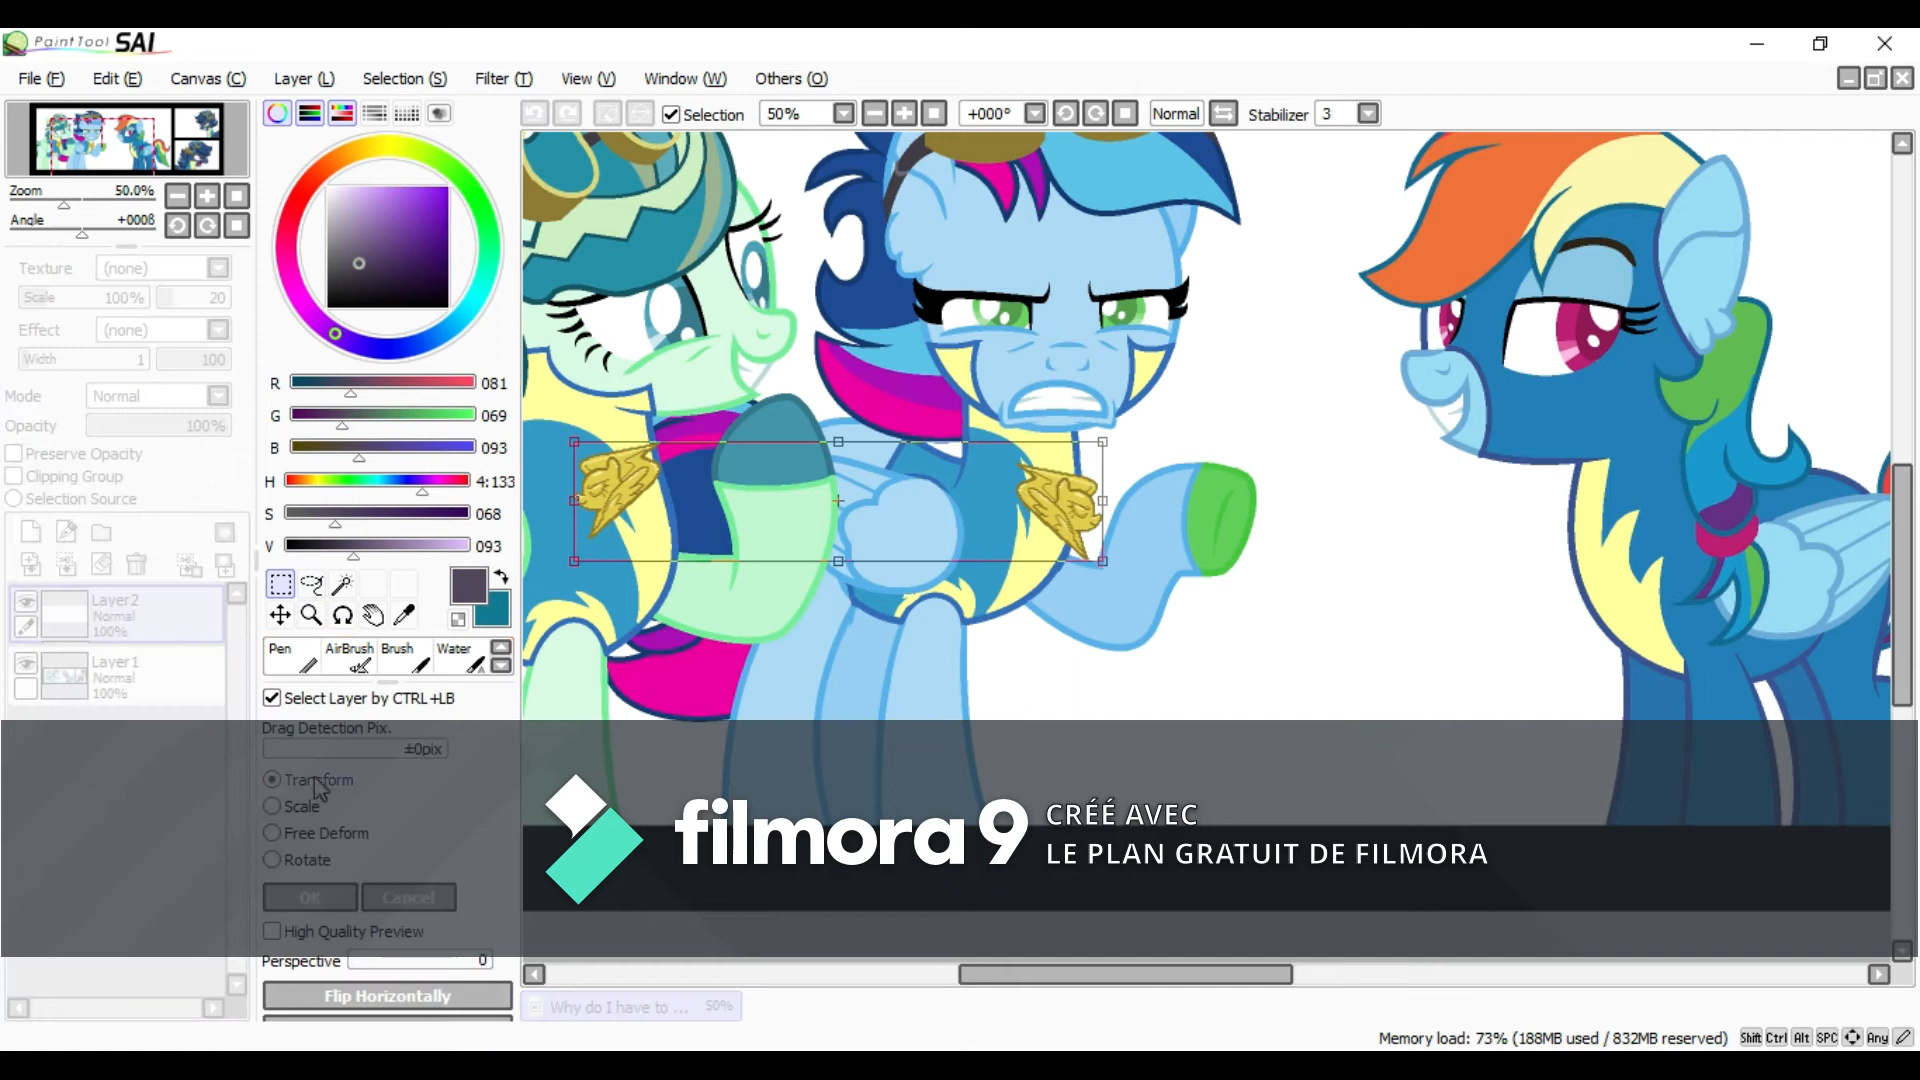 PaintTool SAI
File (F) Edit (E) Canvas (C) Layer (L) Selection (S) Filter (T) View (V) Window (W) Others (O)
Selection 50% +000° Normal Stabilizer 3
Zoom 50.0%
Angle +000ß
Texture (none)
Scale 100% 20
Effect (none)
Width 1 100
Mode Normal
Opacity 100%
Preserve Opacity
Clipping Group
Selection Source
Layer2
Normal
100%
Layer1
Normal
100%
R 081
G 069
B 093
H 4:133
S 068
V 093
Pen AirBrush Brush Water
Select Layer by CTRL+LB
Drag Detection Pix.
±0pix
Transform
Scale
Free Deform
Rotate
OK Cancel
High Quality Preview
Perspective 0
Flip Horizontally
filmora 9
CRÉÉ AVEC
LE PLAN GRATUIT DE FILMORA
Why do I have to ... 50%
Memory load: 73% (188MB used / 832MB reserved) Shift Ctrl Alt SPC Any